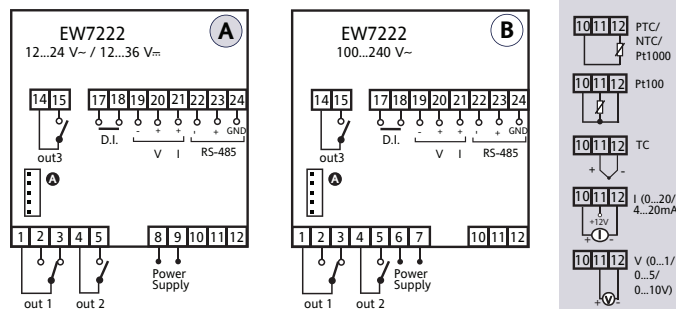 EW7222
12...24 V~ / 12...36 V⎓
A
14 15
17 18 19 20 21 22 23 24
D.I.
- + + - + GND
V I
RS-485
out3
A
1 2 3 4 5
8 9 10 11 12
Power
Supply
out 1
out 2
EW7222
100...240 V~
B
14 15
17 18 19 20 21 22 23 24
D.I.
- + + - + GND
V I
RS-485
out3
A
1 2 3 4 5 6 7
10 11 12
Power
Supply
out 1
out 2
10 11 12
PTC/
NTC/
Pt1000
10 11 12
Pt100
10 11 12
TC
+ -
10 11 12
I (0...20/
4...20mA
+12V
+ I -
10 11 12
V (0...1/
0...5/
0...10V)
+ V -